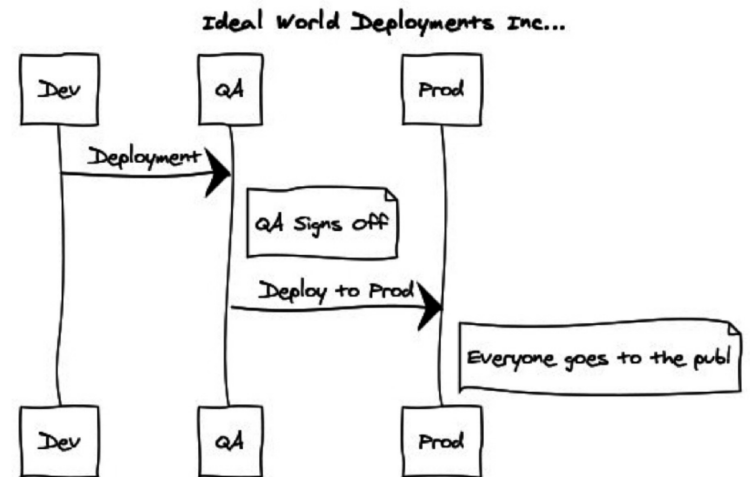 Ideal World Deployments Inc...
Dev
QA
Prod
Deployment
QA Signs off
Deploy to Prod
Everyone goes to the pub!
Dev
QA
Prod